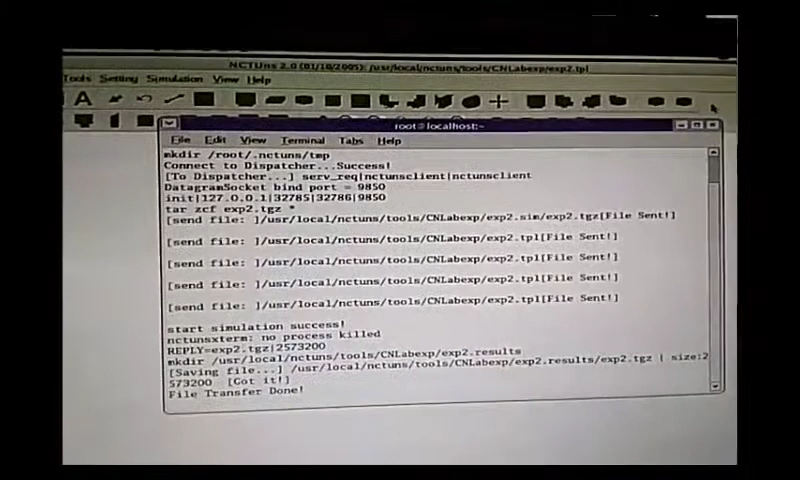 NCTUns 2.0 (01/10/2005): /usr/local/nctuns/tools/CNLabexp/exp2.tpl
Tools Setting Simulation View Help
A
root@localhost:~
File Edit View Terminal Tabs Help
mkdir /root/.nctuns/tmp
Connect to Dispatcher...Success!
[To Dispatcher...] serv_req|nctunsclient|nctunsclient
DatagramSocket bind port = 9850
init|127.0.0.1|32785|32786|9850
tar zcf exp2.tgz *
[send file: ]/usr/local/nctuns/tools/CNLabexp/exp2.sim/exp2.tgz[File Sent!]
[send file: ]/usr/local/nctuns/tools/CNLabexp/exp2.tpl[File Sent!]
[send file: ]/usr/local/nctuns/tools/CNLabexp/exp2.tpl[File Sent!]
[send file: ]/usr/local/nctuns/tools/CNLabexp/exp2.tpl[File Sent!]
[send file: ]/usr/local/nctuns/tools/CNLabexp/exp2.tpl[File Sent!]
start simulation success!
nctunsxterm: no process killed
REPLY=exp2.tgz|2573200
mkdir /usr/local/nctuns/tools/CNLabexp/exp2.results
[Saving file...] /usr/local/nctuns/tools/CNLabexp/exp2.results/exp2.tgz | size:2
573200 [Got it!]
File Transfer Done!